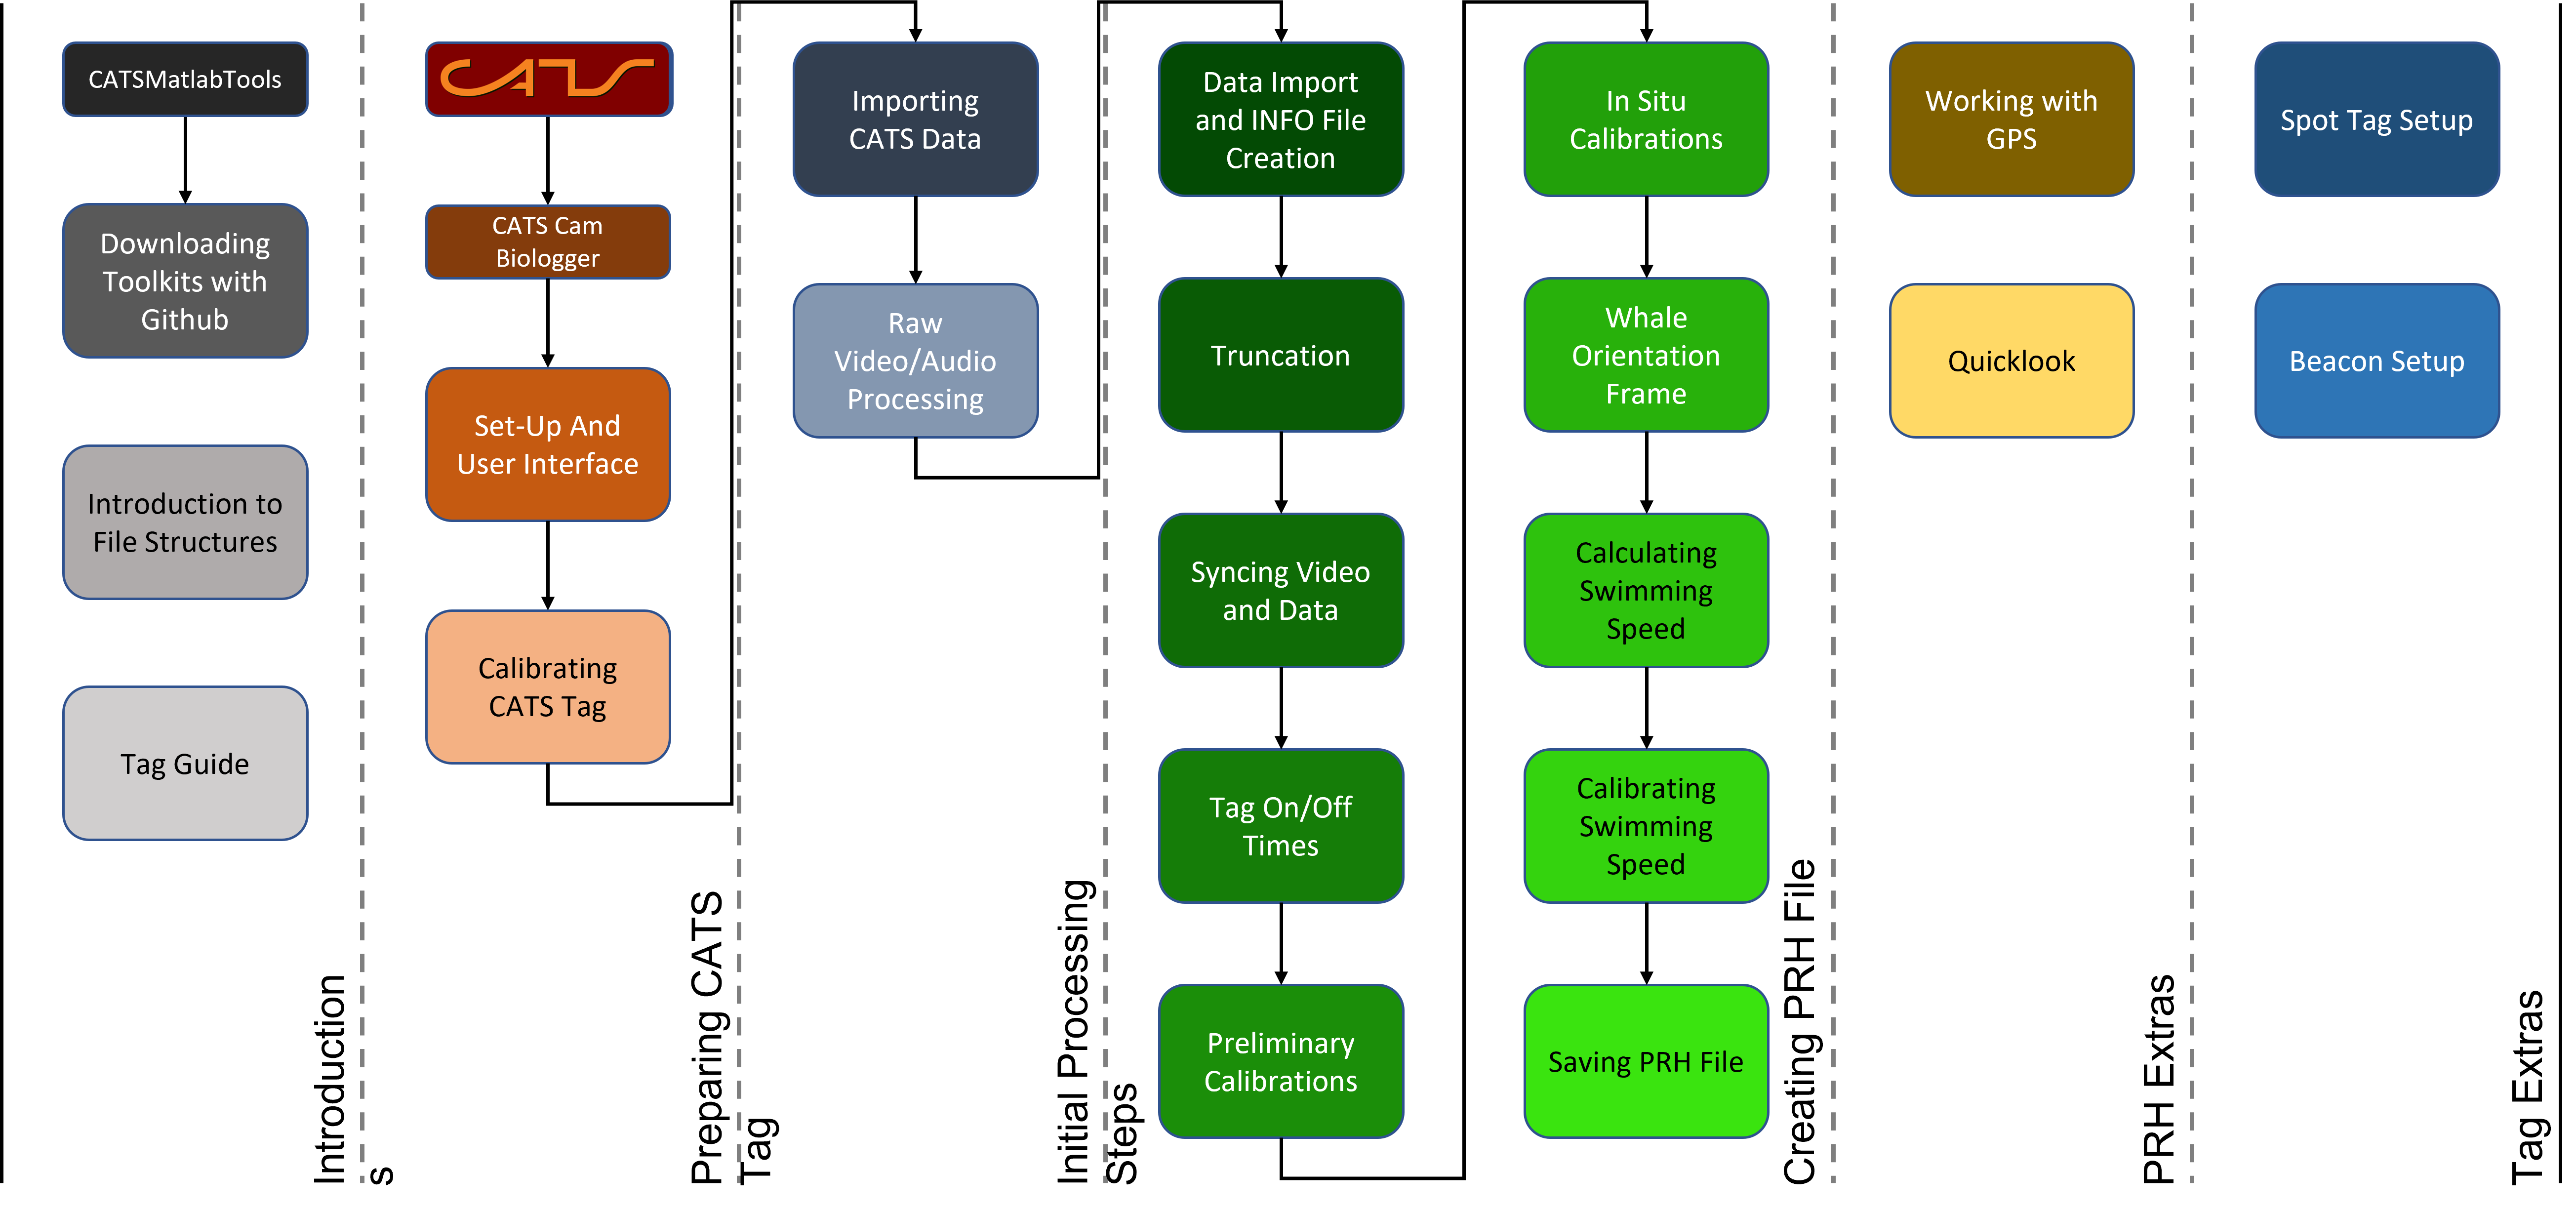 CATSMatlabTools
Downloading
Toolkits with
Github
Introduction to
File Structures
Tag Guide
Introduction
s
CATS
CATS Cam
Biologger
Set-Up And
User Interface
Calibrating
CATS Tag
Preparing CATS
Tag
Importing
CATS Data
Raw
Video/Audio
Processing
Initial Processing
Steps
Data Import
and INFO File
Creation
Truncation
Syncing Video
and Data
Tag On/Off
Times
Preliminary
Calibrations
In Situ
Calibrations
Whale
Orientation
Frame
Calculating
Swimming
Speed
Calibrating
Swimming
Speed
Saving PRH File
Creating PRH File
Working with
GPS
Quicklook
PRH Extras
Spot Tag Setup
Beacon Setup
Tag Extras